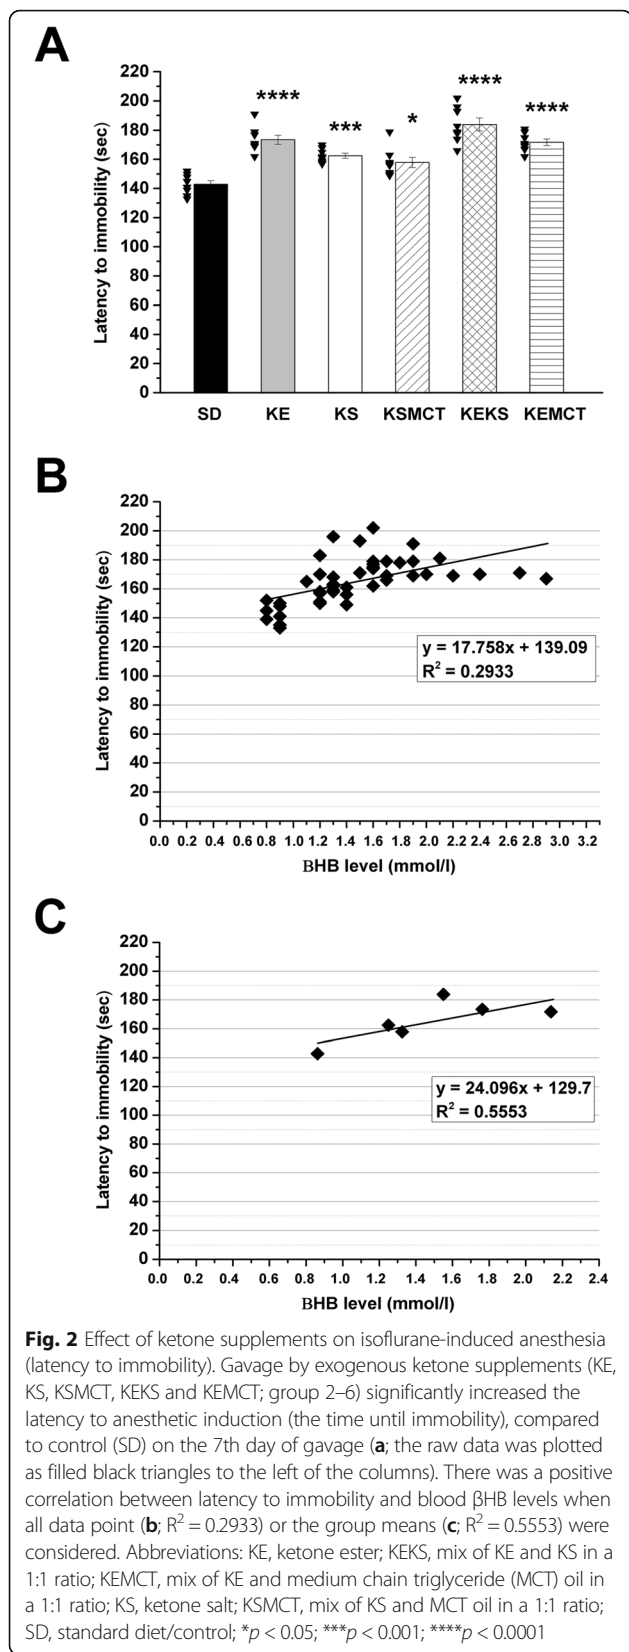 A
Latency to immobility (sec)
220
200
180
160
140
120
100
80
60
40
20
0
****
***
*
****
****
SD KE KS KSMCT KEKS KEMCT
B
Latency to immobility (sec)
220
200
180
160
140
120
100
80
60
40
20
0
y = 17.758x + 139.09
R² = 0.2933
0.0 0.2 0.4 0.6 0.8 1.0 1.2 1.4 1.6 1.8 2.0 2.2 2.4 2.6 2.8 3.0 3.2
BHB level (mmol/l)
C
Latency to immobility (sec)
220
200
180
160
140
120
100
80
60
40
20
0
y = 24.096x + 129.7
R² = 0.5553
0.0 0.2 0.4 0.6 0.8 1.0 1.2 1.4 1.6 1.8 2.0 2.2 2.4
BHB level (mmol/l)
Fig. 2 Effect of ketone supplements on isoflurane-induced anesthesia
(latency to immobility). Gavage by exogenous ketone supplements (KE,
KS, KSMCT, KEKS and KEMCT; group 2–6) significantly increased the
latency to anesthetic induction (the time until immobility), compared
to control (SD) on the 7th day of gavage (a; the raw data was plotted
as filled black triangles to the left of the columns). There was a positive
correlation between latency to immobility and blood βHB levels when
all data point (b; R² = 0.2933) or the group means (c; R² = 0.5553) were
considered. Abbreviations: KE, ketone ester; KEKS, mix of KE and KS in a
1:1 ratio; KEMCT, mix of KE and medium chain triglyceride (MCT) oil in
a 1:1 ratio; KS, ketone salt; KSMCT, mix of KS and MCT oil in a 1:1 ratio;
SD, standard diet/control; *p < 0.05; ***p < 0.001; ****p < 0.0001